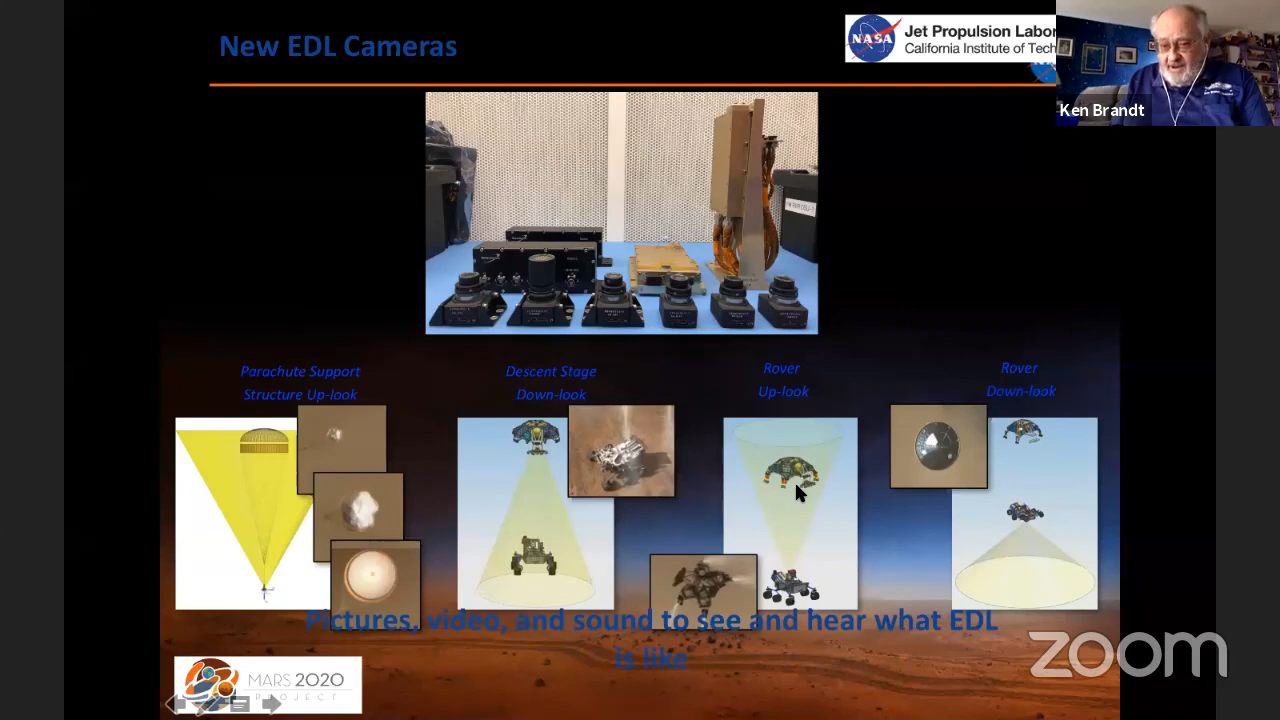 New EDL Cameras
NASA
Jet Propulsion Labor
California Institute of Tech
Ken Brandt
Parachute Support
Structure Up-look
Descent Stage
Down-look
Rover
Up-look
Rover
Down-look
Pictures, video, and sound to see and hear what EDL
is like
zoom
MARS 2020
PROJECT